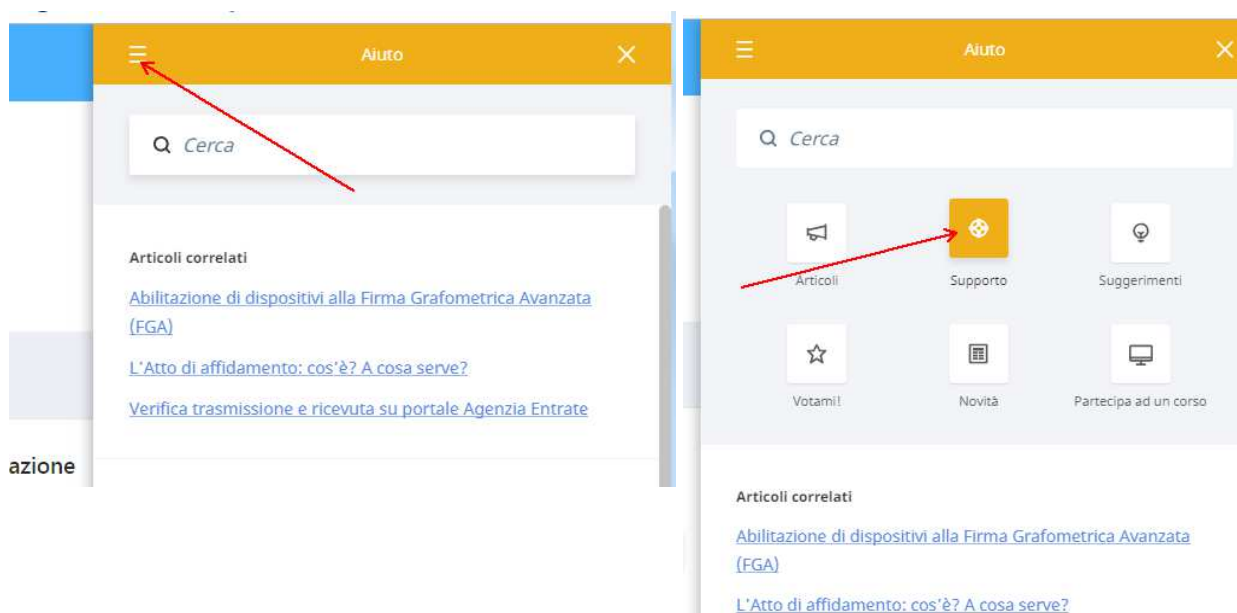 Aiuto
Cerca
Articoli correlati
Abilitazione di dispositivi alla Firma Grafometrica Avanzata
(FGA)
L'Atto di affidamento: cos'è? A cosa serve?
Verifica trasmissione e ricevuta su portale Agenzia Entrate
azione
Aiuto
Cerca
Articoli
Supporto
Suggerimenti
Votami!
Novità
Partecipa ad un corso
Articoli correlati
Abilitazione di dispositivi alla Firma Grafometrica Avanzata
(FGA)
L'Atto di affidamento: cos'è? A cosa serve?